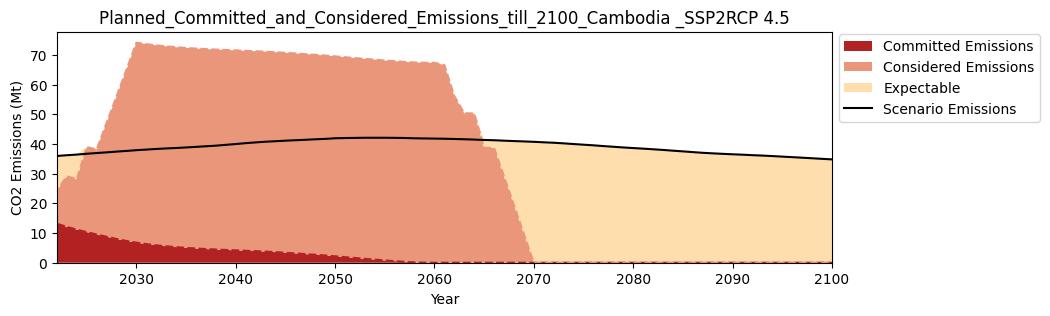 Planned_Committed_and_Considered_Emissions_till_2100_Cambodia _SSP2RCP 4.5
CO2 Emissions (Mt)
70
60
50
40
30
20
10
0
2030 2040 2050 2060 2070 2080 2090 2100
Year
Committed Emissions
Considered Emissions
Expectable
Scenario Emissions